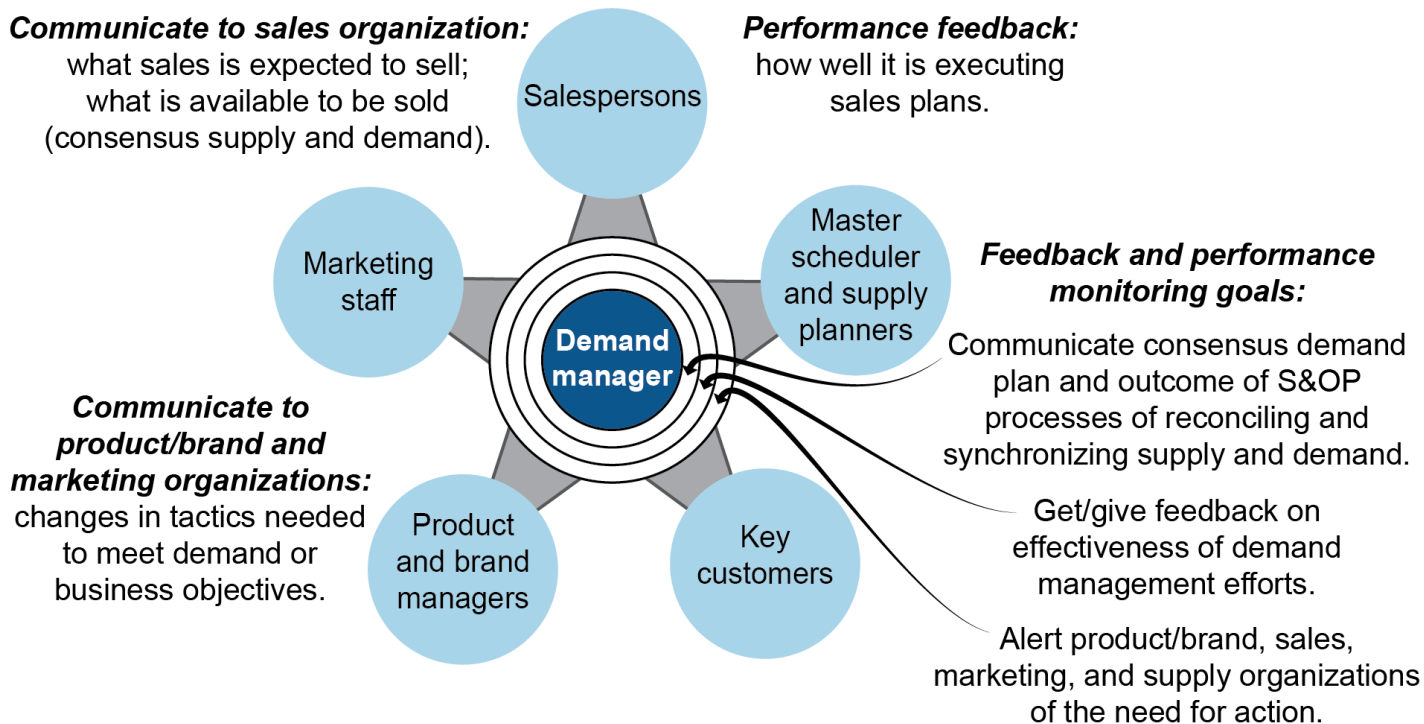 Communicate to sales organization:
what sales is expected to sell;
what is available to be sold
(consensus supply and demand).
Salespersons
Performance feedback:
how well it is executing
sales plans.
Marketing
staff
Master
scheduler
and supply
planners
Demand
manager
Feedback and performance
monitoring goals:
Communicate consensus demand
plan and outcome of S&OP
processes of reconciling and
synchronizing supply and demand.
Get/give feedback on
effectiveness of demand
management efforts.
Alert product/brand, sales,
marketing, and supply organizations
of the need for action.
Communicate to
product/brand and
marketing organizations:
changes in tactics needed
to meet demand or
business objectives.
Product
and brand
managers
Key
customers